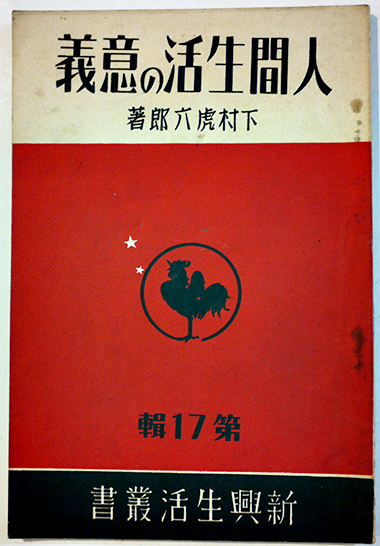 人間生活の意義
下村虎六郎著
第17輯
新興生活叢書